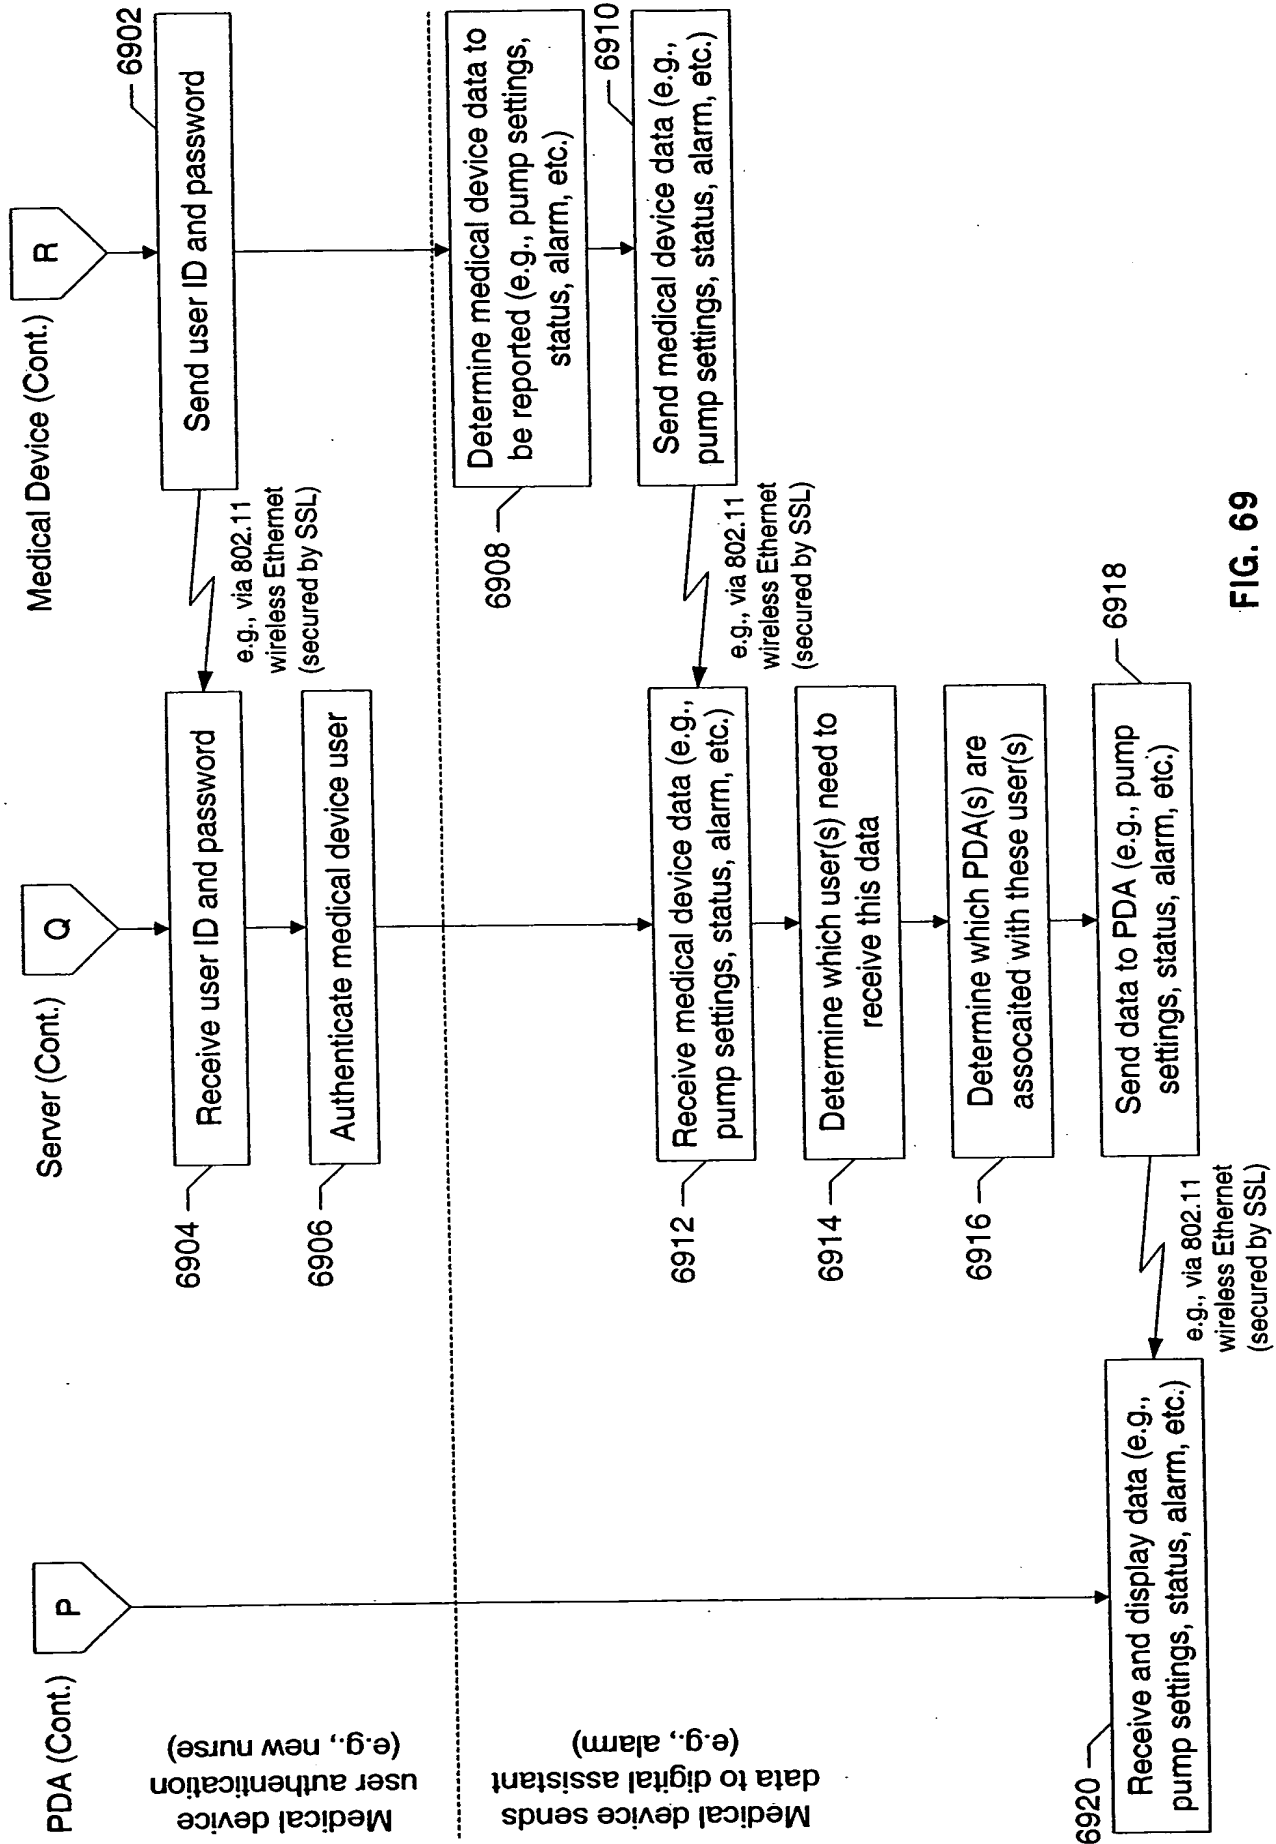 PDA (Cont.)
P
Server (Cont.)
Q
Medical Device (Cont.)
R
Medical device
user authentication
(e.g., new nurse)
6902
Send user ID and password
e.g., via 802.11
wireless Ethernet
(secured by SSL)
6904
Receive user ID and password
6906
Authenticate medical device user
Medical device sends
data to digital assistant
(e.g., alarm)
6908
Determine medical device data to
be reported (e.g., pump settings,
status, alarm, etc.)
6910
Send medical device data (e.g.,
pump settings, status, alarm, etc.)
e.g., via 802.11
wireless Ethernet
(secured by SSL)
6912
Receive medical device data (e.g.,
pump settings, status, alarm, etc.)
6914
Determine which user(s) need to
receive this data
6916
Determine which PDA(s) are
assocaited with these user(s)
6918
Send data to PDA (e.g., pump
settings, status, alarm, etc.)
e.g., via 802.11
wireless Ethernet
(secured by SSL)
6920
Receive and display data (e.g.,
pump settings, status, alarm, etc.)
FIG. 69